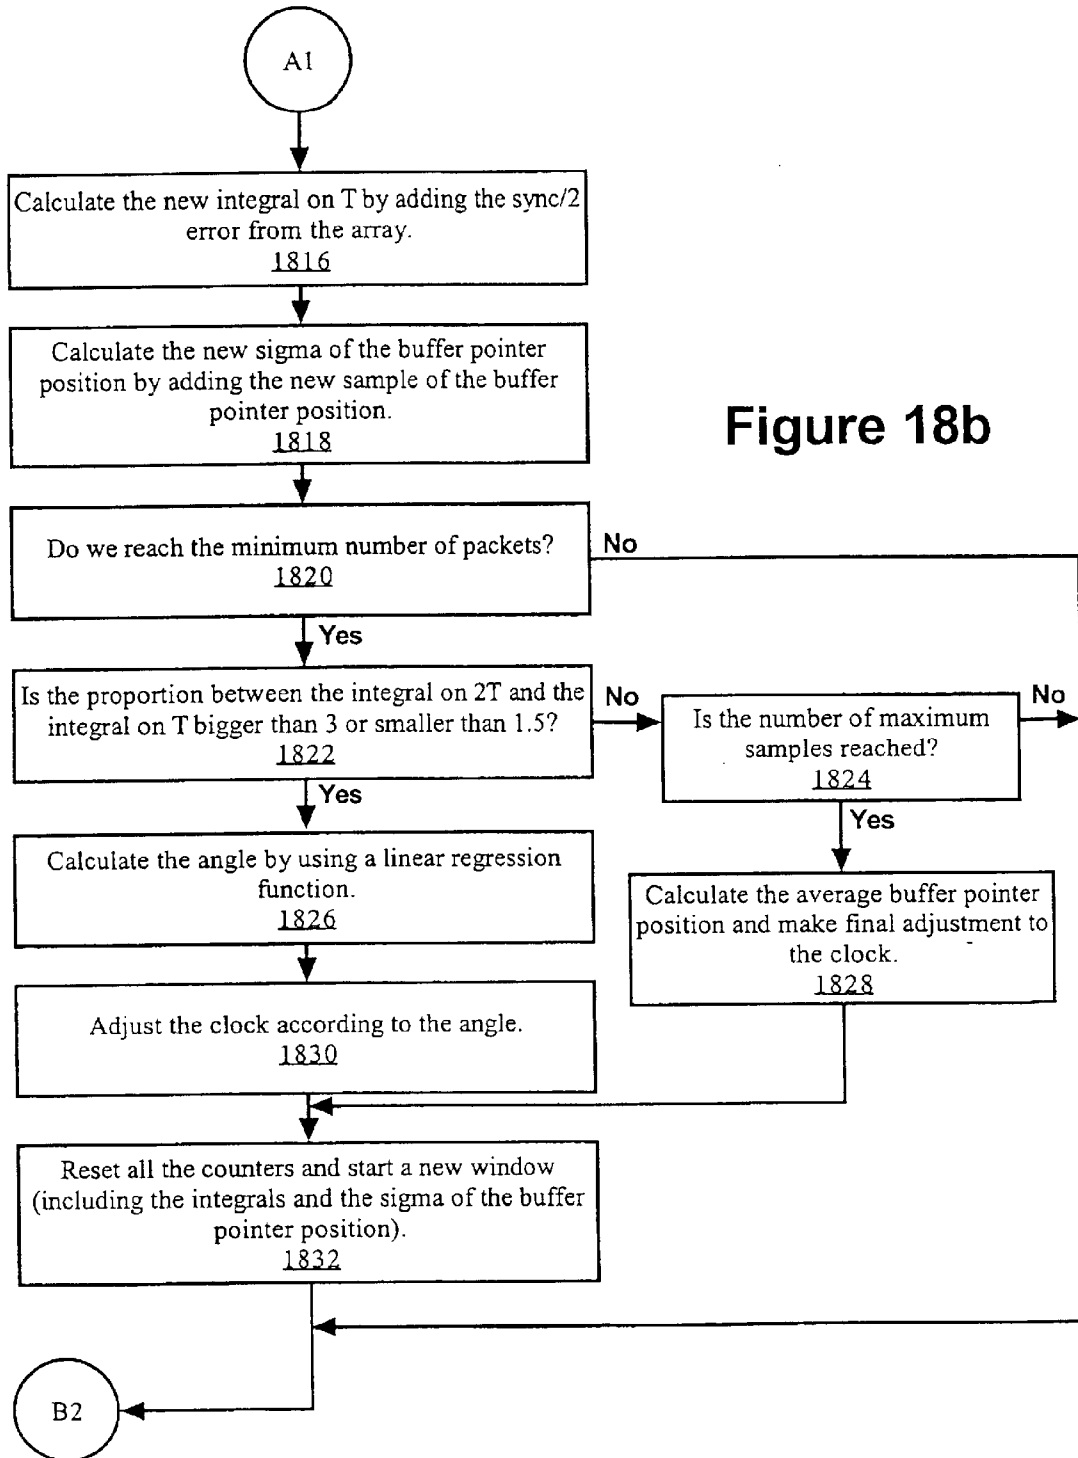 A1
Calculate the new integral on T by adding the sync/2
error from the array.
1816
Calculate the new sigma of the buffer pointer
position by adding the new sample of the buffer
pointer position.
1818
Figure 18b
Do we reach the minimum number of packets?
1820
No
Yes
Is the proportion between the integral on 2T and the
integral on T bigger than 3 or smaller than 1.5?
1822
No
Is the number of maximum
samples reached?
1824
No
Yes
Yes
Calculate the angle by using a linear regression
function.
1826
Calculate the average buffer pointer
position and make final adjustment to
the clock.
1828
Adjust the clock according to the angle.
1830
Reset all the counters and start a new window
(including the integrals and the sigma of the buffer
pointer position).
1832
B2